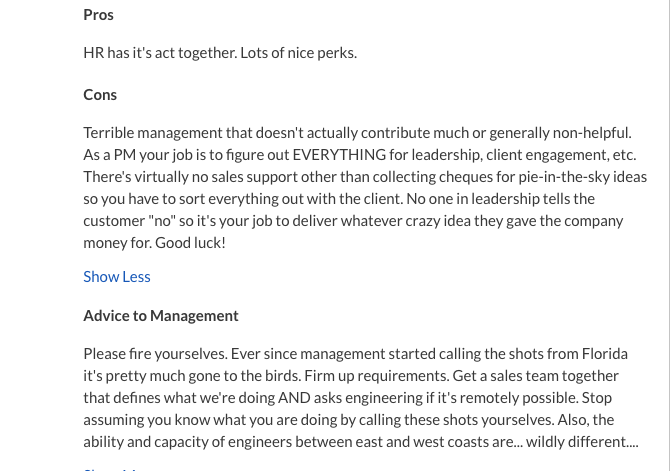 Pros
HR has it's act together. Lots of nice perks.
Cons
Terrible management that doesn't actually contribute much or generally non-helpful.
As a PM your job is to figure out EVERYTHING for leadership, client engagement, etc.
There's virtually no sales support other than collecting cheques for pie-in-the-sky ideas
so you have to sort everything out with the client. No one in leadership tells the
customer "no" so it's your job to deliver whatever crazy idea they gave the company
money for. Good luck!
Show Less
Advice to Management
Please fire yourselves. Ever since management started calling the shots from Florida
it's pretty much gone to the birds. Firm up requirements. Get a sales team together
that defines what we're doing AND asks engineering if it's remotely possible. Stop
assuming you know what you are doing by calling these shots yourselves. Also, the
ability and capacity of engineers between east and west coasts are... wildly different....